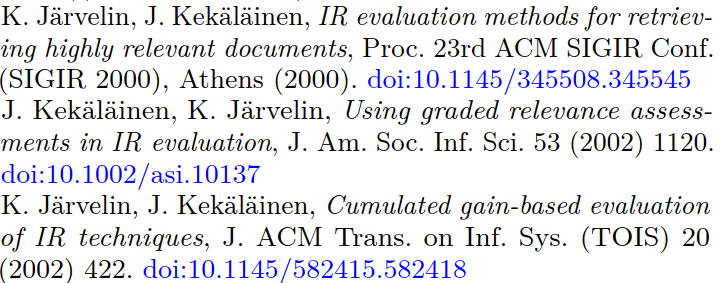 K. Järvelin, J. Kekäläinen, IR evaluation methods for retriev-
ing highly relevant documents, Proc. 23rd ACM SIGIR Conf.
(SIGIR 2000), Athens (2000). doi:10.1145/345508.345545
J. Kekäläinen, K. Järvelin, Using graded relevance assess-
ments in IR evaluation, J. Am. Soc. Inf. Sci. 53 (2002) 1120.
doi:10.1002/asi.10137
K. Järvelin, J. Kekäläinen, Cumulated gain-based evaluation
of IR techniques, J. ACM Trans. on Inf. Sys. (TOIS) 20
(2002) 422. doi:10.1145/582415.582418